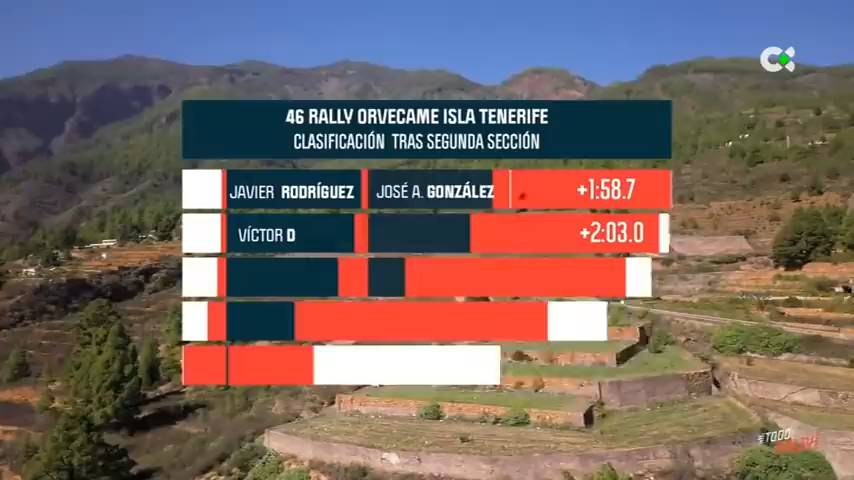 46 RALLY ORVECAME ISLA TENERIFE
CLASIFICACIÓN TRAS SEGUNDA SECCIÓN
JAVIER RODRÍGUEZ JOSÉ A. GONZÁLEZ +1:58.7
VÍCTOR D +2:03.0
TODO